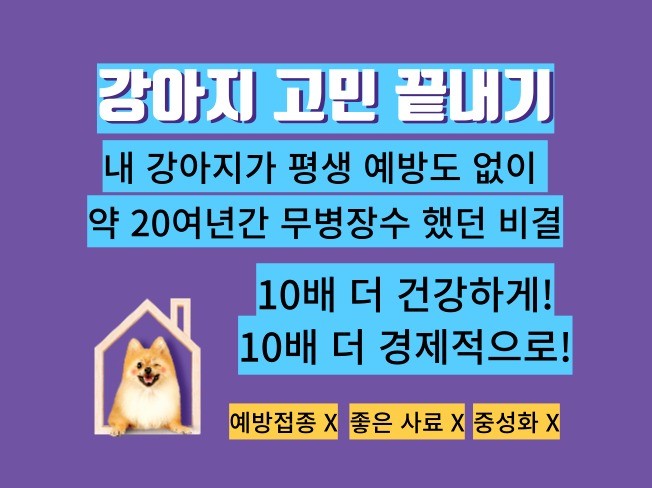 강아지 고민 끝내기
내 강아지가 평생 예방도 없이
약 20여년간 무병장수 했던 비결
10배 더 건강하게!
10배 더 경제적으로!
예방접종 X 좋은 사료 X 중성화 X